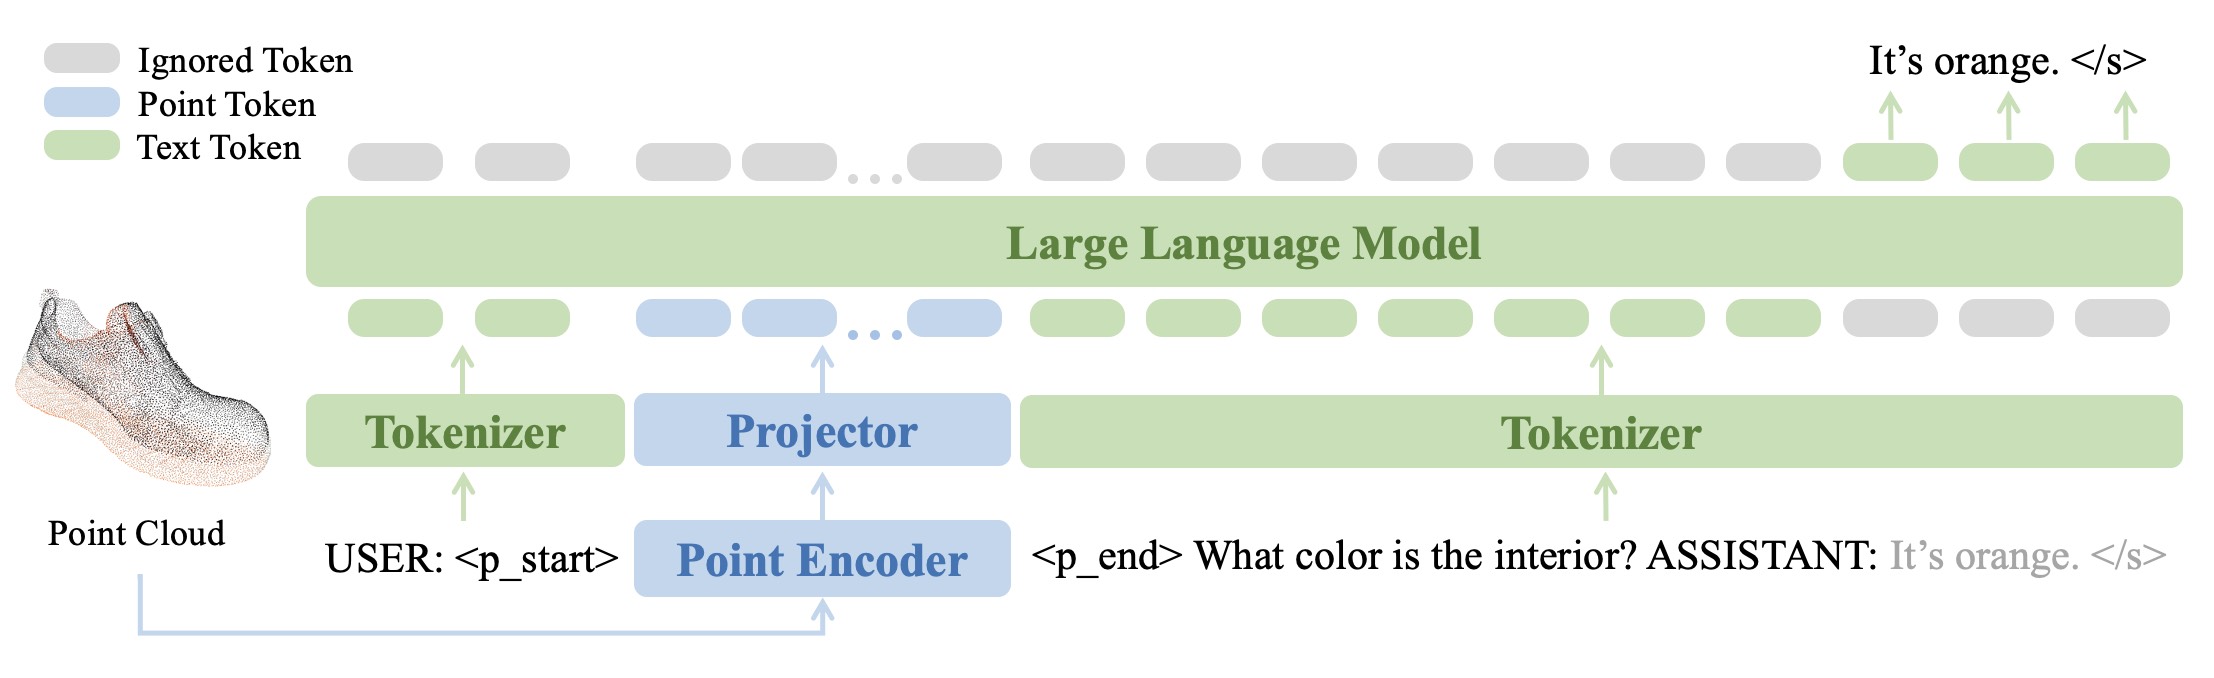 Ignored Token
Point Token
Text Token
It's orange. </s>
Large Language Model
Tokenizer
Projector
Tokenizer
Point Cloud
USER: <p_start>
Point Encoder
<p_end> What color is the interior? ASSISTANT: It's orange. </s>